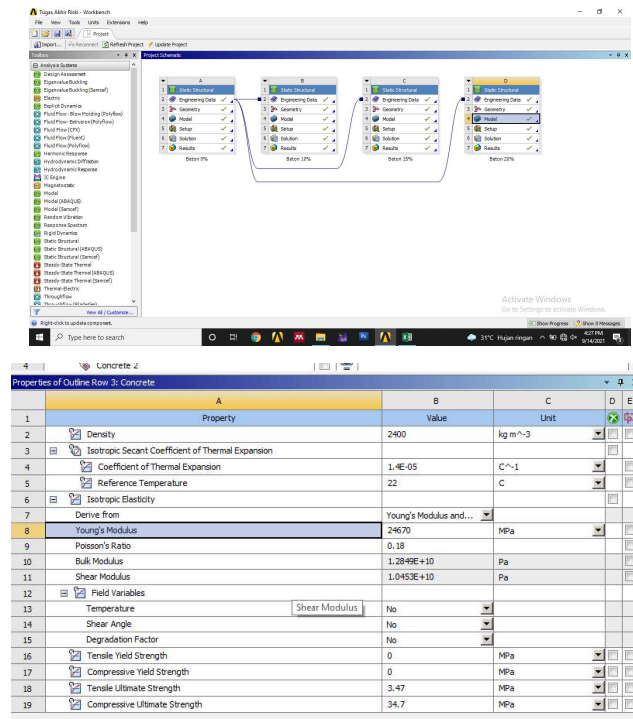 Tugas Akhir Riski - Workbench
File View Tools Units Extensions Help
Project
Import... Reconnect Refresh Project Update Project
Toolbox
Project Schematic
Analysis Systems
Design Assessment
Eigenvalue Buckling
Eigenvalue Buckling (Samcef)
Electric
Explicit Dynamics
Fluid Flow - Blow Molding (Polyflow)
Fluid Flow - Extrusion (Polyflow)
Fluid Flow (CFX)
Fluid Flow (Fluent)
Fluid Flow (Polyflow)
Harmonic Response
Hydrodynamic Diffraction
Hydrodynamic Response
IC Engine
Magnetostatic
Modal
Modal (ABAQUS)
Modal (Samcef)
Random Vibration
Response Spectrum
Rigid Dynamics
Static Structural
Static Structural (ABAQUS)
Static Structural (Samcef)
Steady-State Thermal
Steady-State Thermal (ABAQUS)
Steady-State Thermal (Samcef)
Thermal-Electric
Throughflow
Throughflow (BladeGen)
View All / Customize...
A
1 Static Structural
2 Engineering Data
3 Geometry
4 Model
5 Setup
6 Solution
7 Results
Beton 0%
B
1 Static Structural
2 Engineering Data
3 Geometry
4 Model
5 Setup
6 Solution
7 Results
Beton 10%
C
1 Static Structural
2 Engineering Data
3 Geometry
4 Model
5 Setup
6 Solution
7 Results
Beton 15%
D
1 Static Structural
2 Engineering Data
3 Geometry
4 Model
5 Setup
6 Solution
7 Results
Beton 20%
Activate Windows
Go to Settings to activate Windows.
Right-click to update component.
Show Progress Show 0 Messages
Type here to search
31°C Hujan ringan
4:27 PM
9/14/2021
4 Concrete 2
Properties of Outline Row 3: Concrete
A B C D E
1 Property Value Unit
2 Density 2400 kg m^-3
3 Isotropic Secant Coefficient of Thermal Expansion
4 Coefficient of Thermal Expansion 1.4E-05 C^-1
5 Reference Temperature 22 C
6 Isotropic Elasticity
7 Derive from Young's Modulus and...
8 Young's Modulus 24670 MPa
9 Poisson's Ratio 0.18
10 Bulk Modulus 1.2849E+10 Pa
11 Shear Modulus 1.0453E+10 Pa
12 Field Variables
13 Temperature No
Shear Modulus
14 Shear Angle No
15 Degradation Factor No
16 Tensile Yield Strength 0 MPa
17 Compressive Yield Strength 0 MPa
18 Tensile Ultimate Strength 3.47 MPa
19 Compressive Ultimate Strength 34.7 MPa